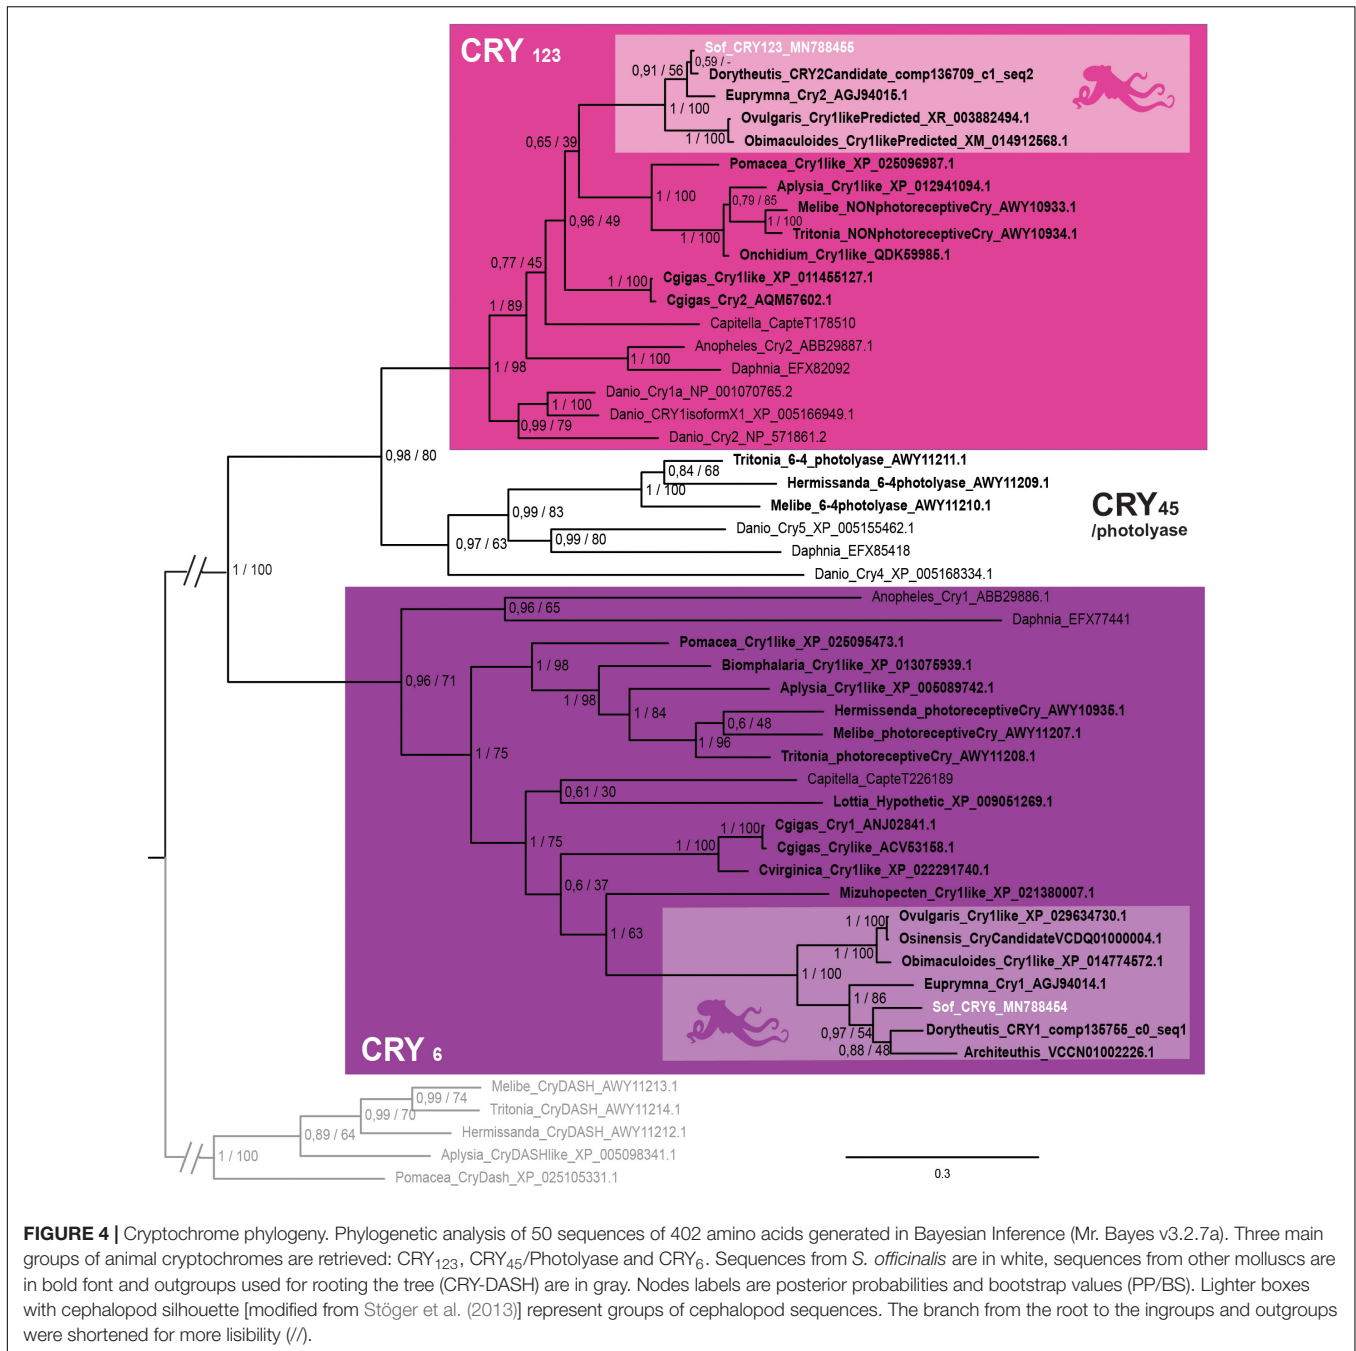 CRY 123
Sof_CRY123_MN788455
0,59 / -
0,91 / 56
Dorytheutis_CRY2Candidate_comp136709_c1_seq2
Euprymna_Cry2_AGJ94015.1
1 / 100
Ovulgaris_Cry1likePredicted_XR_003882494.1
1 / 100
Obimaculoides_Cry1likePredicted_XM_014912568.1
0,65 / 39
Pomacea_Cry1like_XP_025096987.1
Aplysia_Cry1like_XP_012941094.1
1 / 100
0,79 / 85
Melibe_NONphotoreceptiveCry_AWY10933.1
0,96 / 49
1 / 100
Tritonia_NONphotoreceptiveCry_AWY10934.1
1 / 100
Onchidium_Cry1like_QDK59985.1
0,77 / 45
Cgigas_Cry1like_XP_011455127.1
1 / 100
Cgigas_Cry2_AQM57602.1
1 / 89
Capitella_CapteT178510
Anopheles_Cry2_ABB29887.1
1 / 100
1 / 98
Daphnia_EFX82092
Danio_Cry1a_NP_001070765.2
1 / 100
Danio_CRY1isoformX1_XP_005166949.1
0,99 / 79
Danio_Cry2_NP_571861.2
0,98 / 80
Tritonia_6-4_photolyase_AWY11211.1
0,84 / 68
Hermissanda_6-4photolyase_AWY11209.1
1 / 100
Melibe_6-4photolyase_AWY11210.1
CRY45
/photolyase
0,99 / 83
Danio_Cry5_XP_005155462.1
0,97 / 63
0,99 / 80
Daphnia_EFX85418
1 / 100
Danio_Cry4_XP_005168334.1
Anopheles_Cry1_ABB29886.1
0,96 / 65
Daphnia_EFX77441
Pomacea_Cry1like_XP_025095473.1
1 / 98
Biomphalaria_Cry1like_XP_013075939.1
0,96 / 71
Aplysia_Cry1like_XP_005089742.1
1 / 98
Hermissenda_photoreceptiveCry_AWY10935.1
1 / 84
0,6 / 48
Melibe_photoreceptiveCry_AWY11207.1
1 / 96
Tritonia_photoreceptiveCry_AWY11208.1
1 / 75
Capitella_CapteT226189
0,61 / 30
Lottia_Hypothetic_XP_009051269.1
Cgigas_Cry1_ANJ02841.1
1 / 100
1 / 75
1 / 100
Cgigas_Crylike_ACV53158.1
Cvirginica_Cry1like_XP_022291740.1
0,6 / 37
Mizuhopecten_Cry1like_XP_021380007.1
Ovulgaris_Cry1like_XP_029634730.1
1 / 100
1 / 63
Osinensis_CryCandidateVCDQ01000004.1
1 / 100
Obimaculoides_Cry1like_XP_014774572.1
1 / 100
Euprymna_Cry1_AGJ94014.1
1 / 86
Sof_CRY6_MN788454
0,97 / 54
Dorytheutis_CRY1_comp135755_c0_seq1
0,88 / 48
Architeuthis_VCCN01002226.1
CRY 6
Melibe_CryDASH_AWY11213.1
0,99 / 74
Tritonia_CryDASH_AWY11214.1
0,99 / 70
Hermissanda_CryDASH_AWY11212.1
0,89 / 64
Aplysia_CryDASHlike_XP_005098341.1
1 / 100
Pomacea_CryDash_XP_025105331.1
0.3
FIGURE 4 | Cryptochrome phylogeny. Phylogenetic analysis of 50 sequences of 402 amino acids generated in Bayesian Inference (Mr. Bayes v3.2.7a). Three main
groups of animal cryptochromes are retrieved: CRY123, CRY45/Photolyase and CRY6. Sequences from S. officinalis are in white, sequences from other molluscs are
in bold font and outgroups used for rooting the tree (CRY-DASH) are in gray. Nodes labels are posterior probabilities and bootstrap values (PP/BS). Lighter boxes
with cephalopod silhouette [modified from Stöger et al. (2013)] represent groups of cephalopod sequences. The branch from the root to the ingroups and outgroups
were shortened for more lisibility (//).